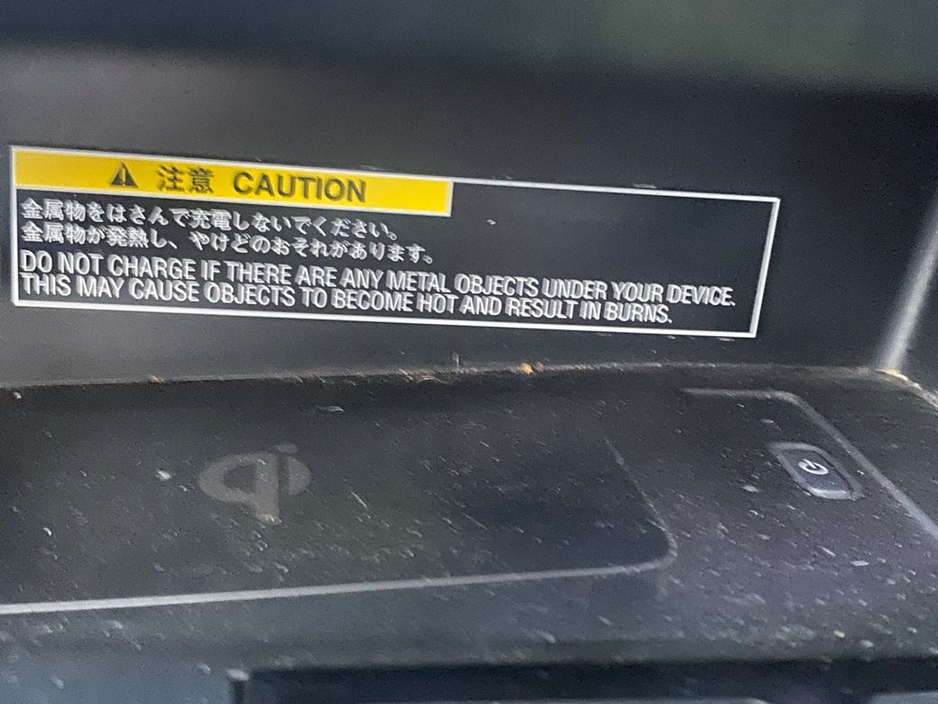 注意 CAUTION
金属物をはさんで充電しないでください。
金属物が発熱し、やけどのおそれがあります。
DO NOT CHARGE IF THERE ARE ANY METAL OBJECTS UNDER YOUR DEVICE.
THIS MAY CAUSE OBJECTS TO BECOME HOT AND RESULT IN BURNS.
qi